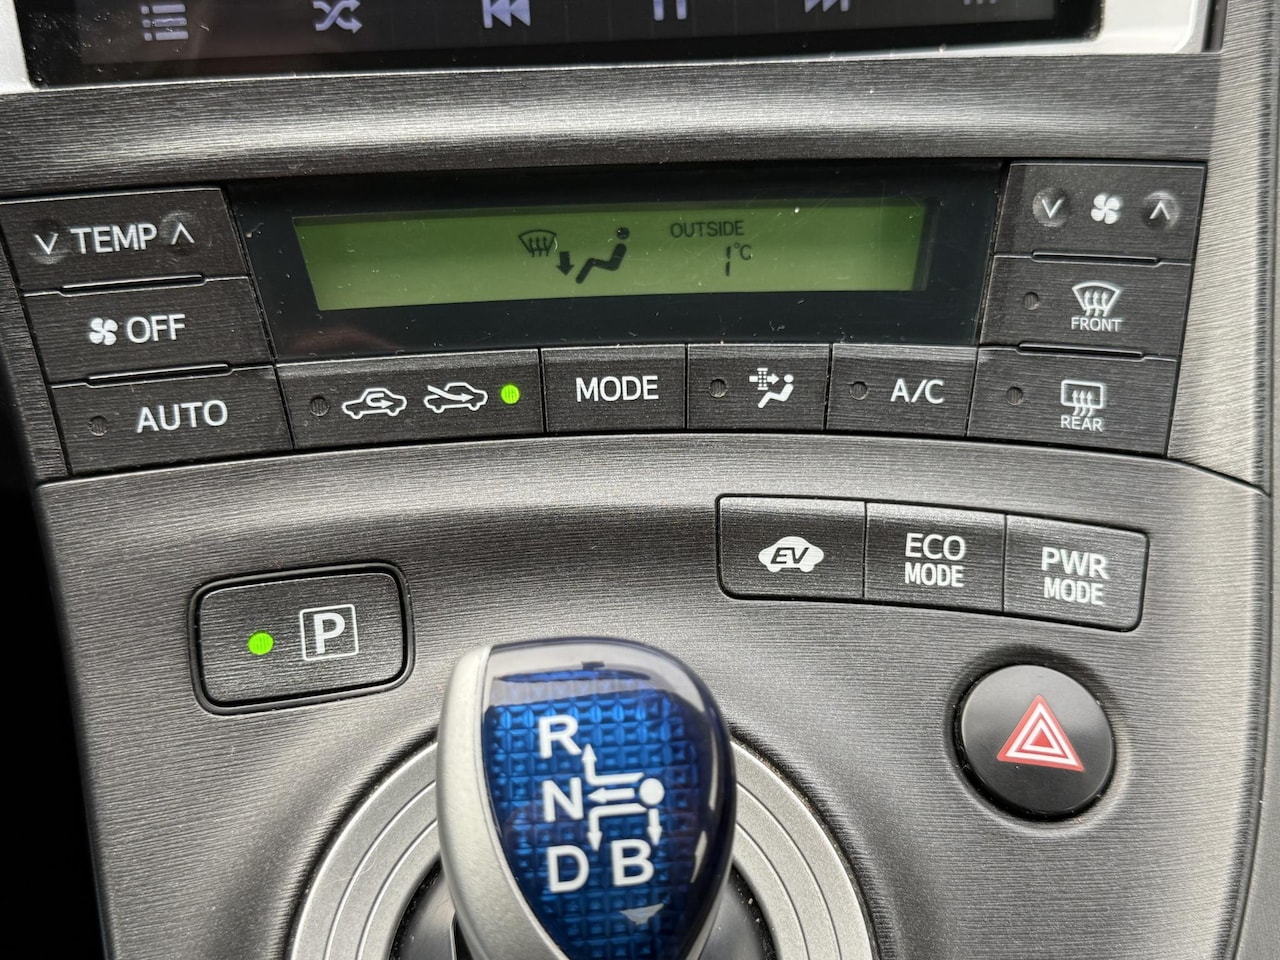 TEMP
OUTSIDE
1°C
OFF
FRONT
AUTO
MODE
A/C
REAR
EV
ECO
MODE
PWR
MODE
P
R
N
D B